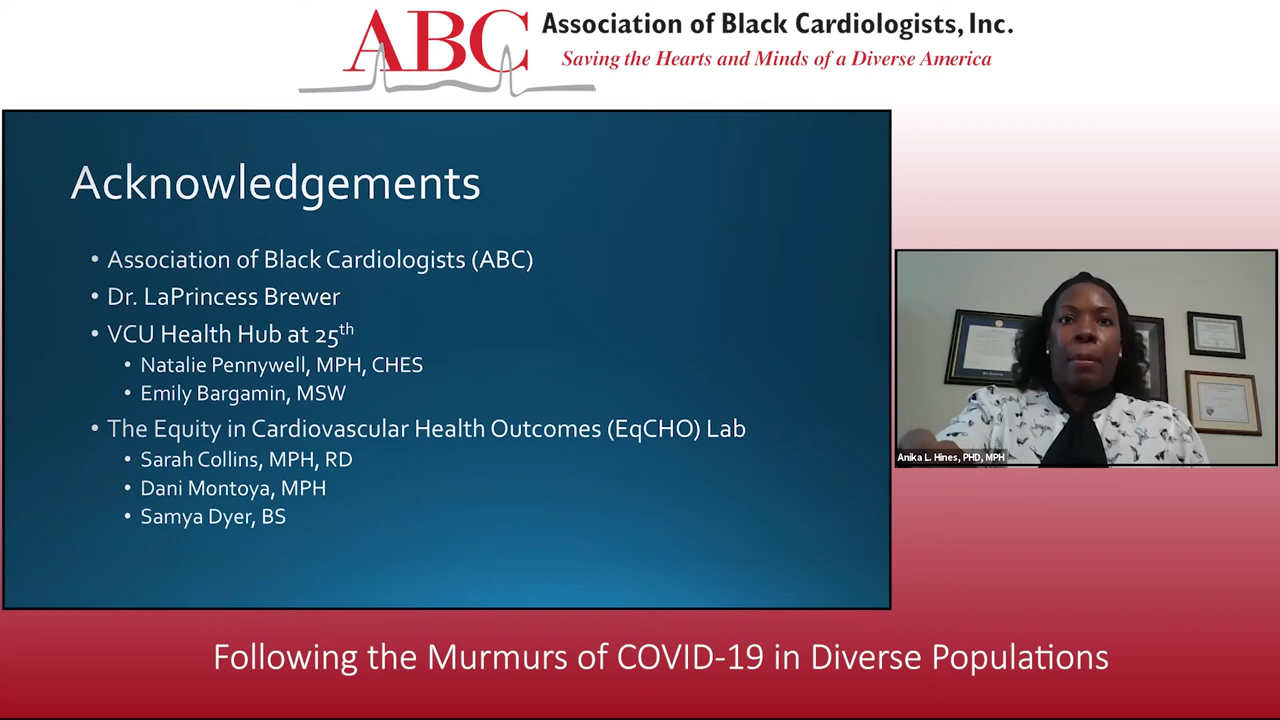 ABC
Association of Black Cardiologists, Inc.
Saving the Hearts and Minds of a Diverse America
Acknowledgements
• Association of Black Cardiologists (ABC)
• Dr. LaPrincess Brewer
• VCU Health Hub at 25th
• Natalie Pennywell, MPH, CHES
• Emily Bargamin, MSW
• The Equity in Cardiovascular Health Outcomes (EqCHO) Lab
• Sarah Collins, MPH, RD
• Dani Montoya, MPH
• Samya Dyer, BS
Anika L. Hines, PHD, MPH
Following the Murmurs of COVID-19 in Diverse Populations